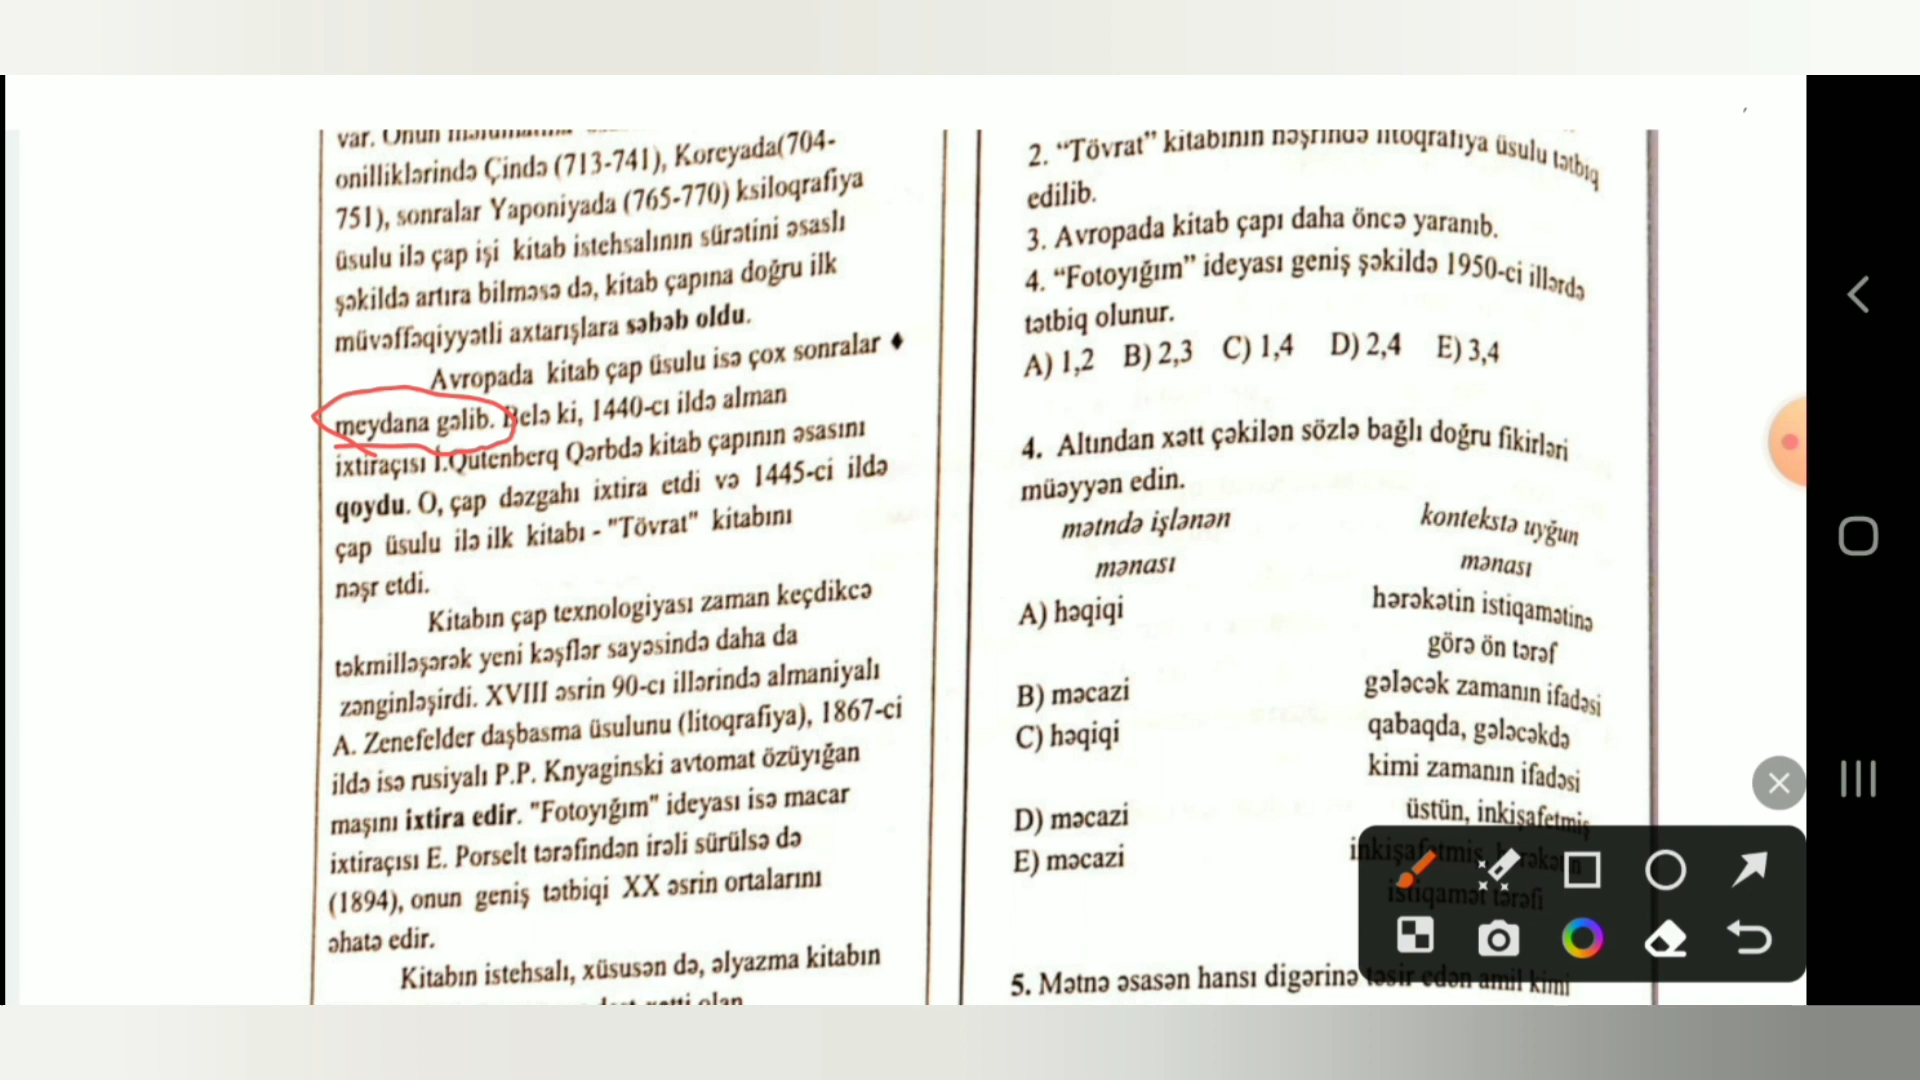 var. Onun
onilliklərində Çində (713-741), Koreyada(704-
751), sonralar Yaponiyada (765-770) ksiloqrafiya
üsulu ilə çap işi kitab istehsalının sürətini əsaslı
şəkildə artıra bilməsə də, kitab çapına doğru ilk
müvəffəqiyyətli axtarışlara səbəb oldu.
Avropada kitab çap üsulu isə çox sonralar ♦
meydana gəlib. Belə ki, 1440-cı ildə alman
ixtiraçısı İ.Qutenberq Qərbdə kitab çapının əsasını
qoydu. O, çap dəzgahı ixtira etdi və 1445-ci ildə
çap üsulu ilə ilk kitabı - "Tövrat" kitabını
nəşr etdi.
Kitabın çap texnologiyası zaman keçdikcə
təkmilləşərək yeni kəşflər sayəsində daha da
zənginləşirdi. XVIII əsrin 90-cı illərində almaniyalı
A. Zenefelder daşbasma üsulunu (litoqrafiya), 1867-ci
ildə isə rusiyalı P.P. Knyaginski avtomat özüyığan
maşını ixtira edir. "Fotoyığım" ideyası isə macar
ixtiraçısı E. Porselt tərəfindən irəli sürülsə də
(1894), onun geniş tətbiqi XX əsrin ortalarını
əhatə edir.
Kitabın istehsalı, xüsusən də, əlyazma kitabın
olan
2. “Tövrat” kitabının nəşrində litoqrafiya üsulu tətbiq
edilib.
3. Avropada kitab çapı daha öncə yaranıb.
4. “Fotoyığım” ideyası geniş şəkildə 1950-ci illərdə
tətbiq olunur.
A) 1,2 B) 2,3 C) 1,4 D) 2,4 E) 3,4
4. Altından xətt çəkilən sözlə bağlı doğru fikirləri
müəyyən edin.
mətndə işlənən kontekstə uyğun
mənası mənası
A) həqiqi hərəkətin istiqamətinə
görə ön tərəf
B) məcazi gələcək zamanın ifadəsi
C) həqiqi qabaqda, gələcəkdə
kimi zamanın ifadəsi
D) məcazi üstün, inkişafetmiş
E) məcazi inkişafetmiş, hərəkətin
istiqamət tərəfi
5. Mətnə əsasən hansı digərinə təsir edən amil kimi